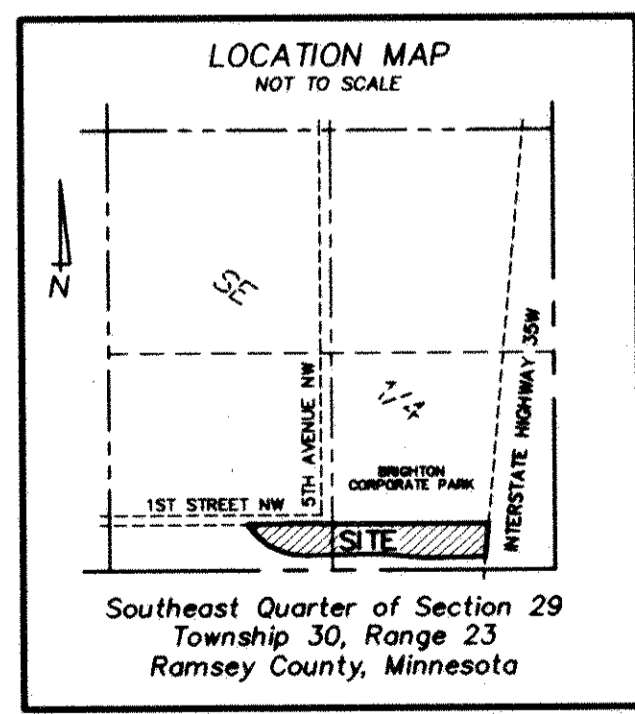 LOCATION MAP
NOT TO SCALE
N
SE
1/4
5TH AVENUE NW
INTERSTATE HIGHWAY 35W
BRIGHTON
CORPORATE PARK
1ST STREET NW
SITE
Southeast Quarter of Section 29
Township 30, Range 23
Ramsey County, Minnesota